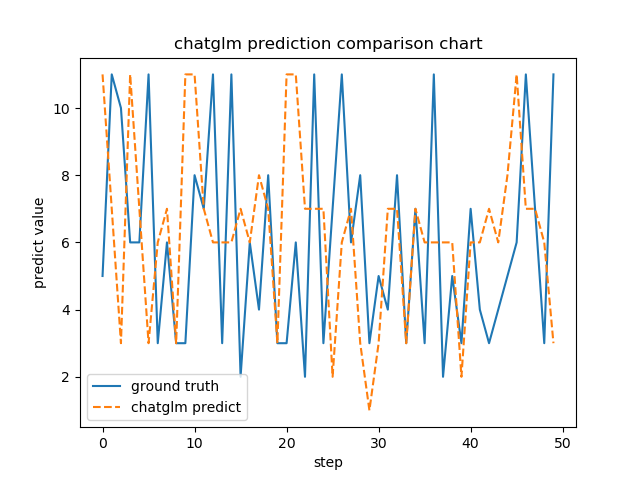 chatglm prediction comparison chart
predict value
10
8
6
4
2
ground truth
chatglm predict
0 10 20 30 40 50
step